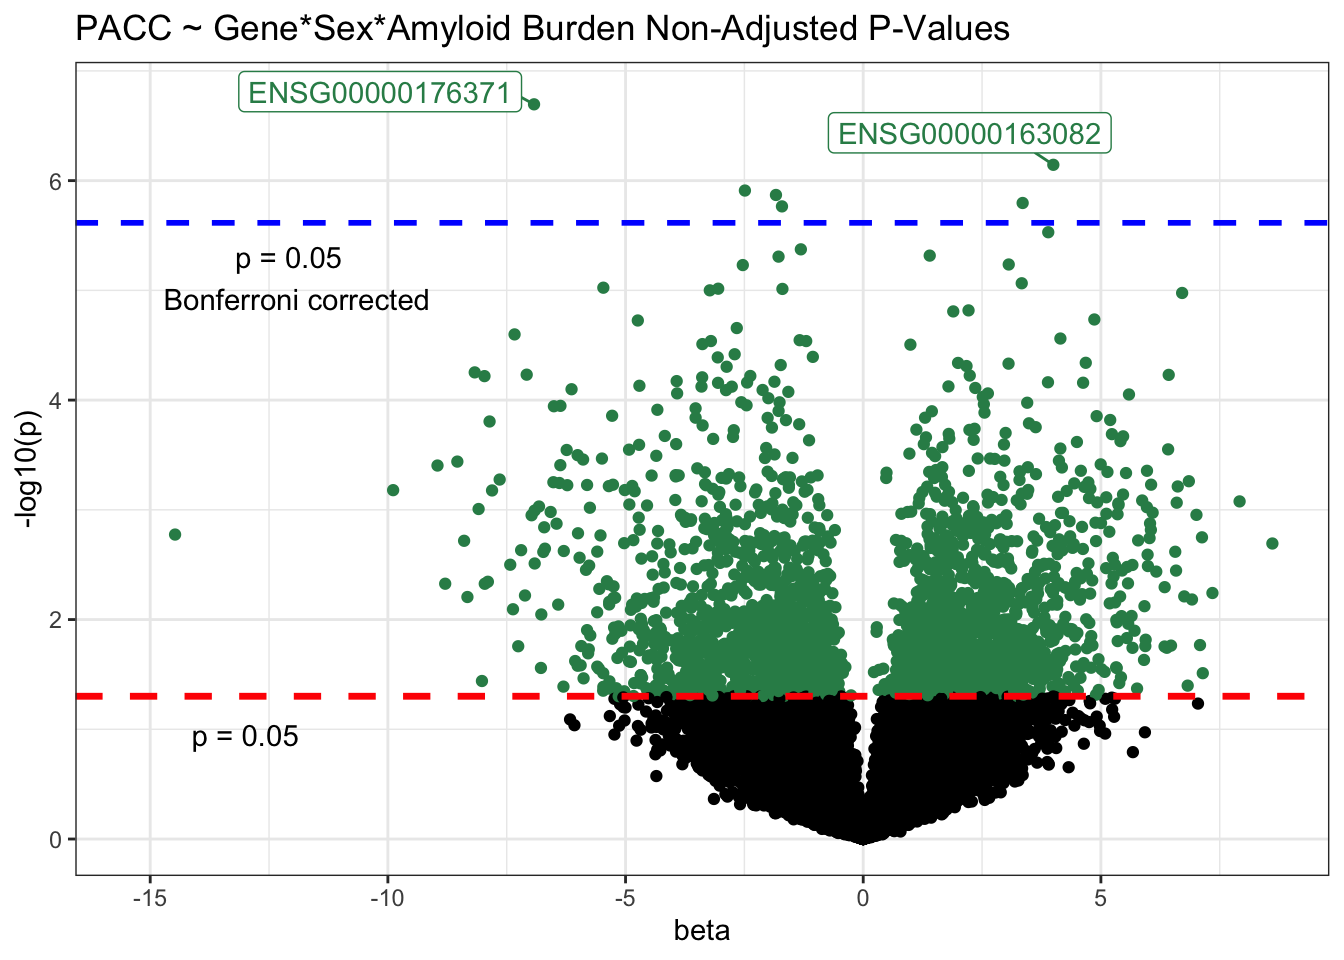 PACC ~ Gene*Sex*Amyloid Burden Non-Adjusted P-Values
ENSG00000176371
ENSG00000163082
6
p = 0.05
Bonferroni corrected
4
-log10(p)
2
p = 0.05
0
-15 -10 -5 0 5
beta